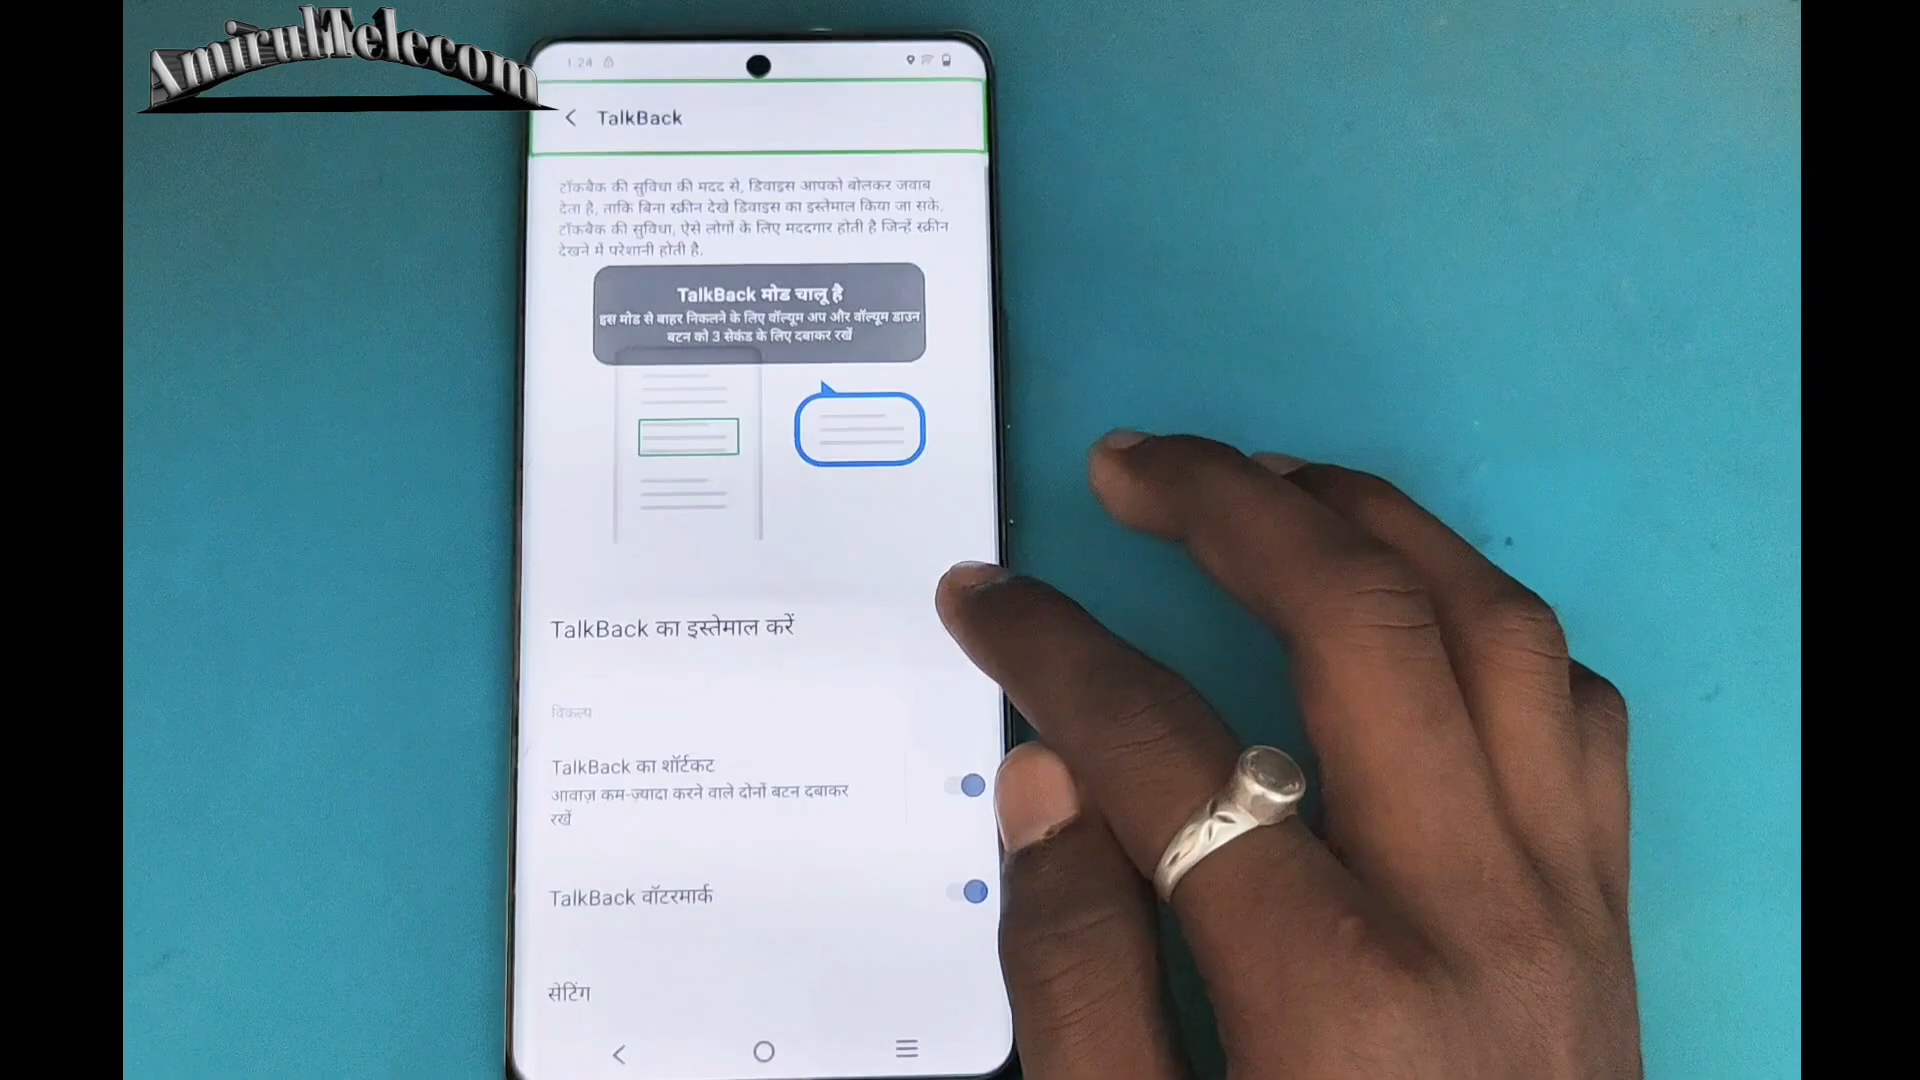 AmirulTelecom
1:24
TalkBack
टॉकबैक की सुविधा की मदद से, डिवाइस आपको बोलकर जवाब
देता है, ताकि बिना स्क्रीन देखे डिवाइस का इस्तेमाल किया जा सके.
टॉकबैक की सुविधा, ऐसे लोगों के लिए मददगार होती है जिन्हें स्क्रीन
देखने में परेशानी होती है.
TalkBack मोड चालू है
इस मोड से बाहर निकलने के लिए वॉल्यूम अप और वॉल्यूम डाउन
बटन को 3 सेकंड के लिए दबाकर रखें
TalkBack का इस्तेमाल करें
विकल्प
TalkBack का शॉर्टकट
आवाज़ कम-ज़्यादा करने वाले दोनों बटन दबाकर
रखें
TalkBack वॉटरमार्क
सेटिंग